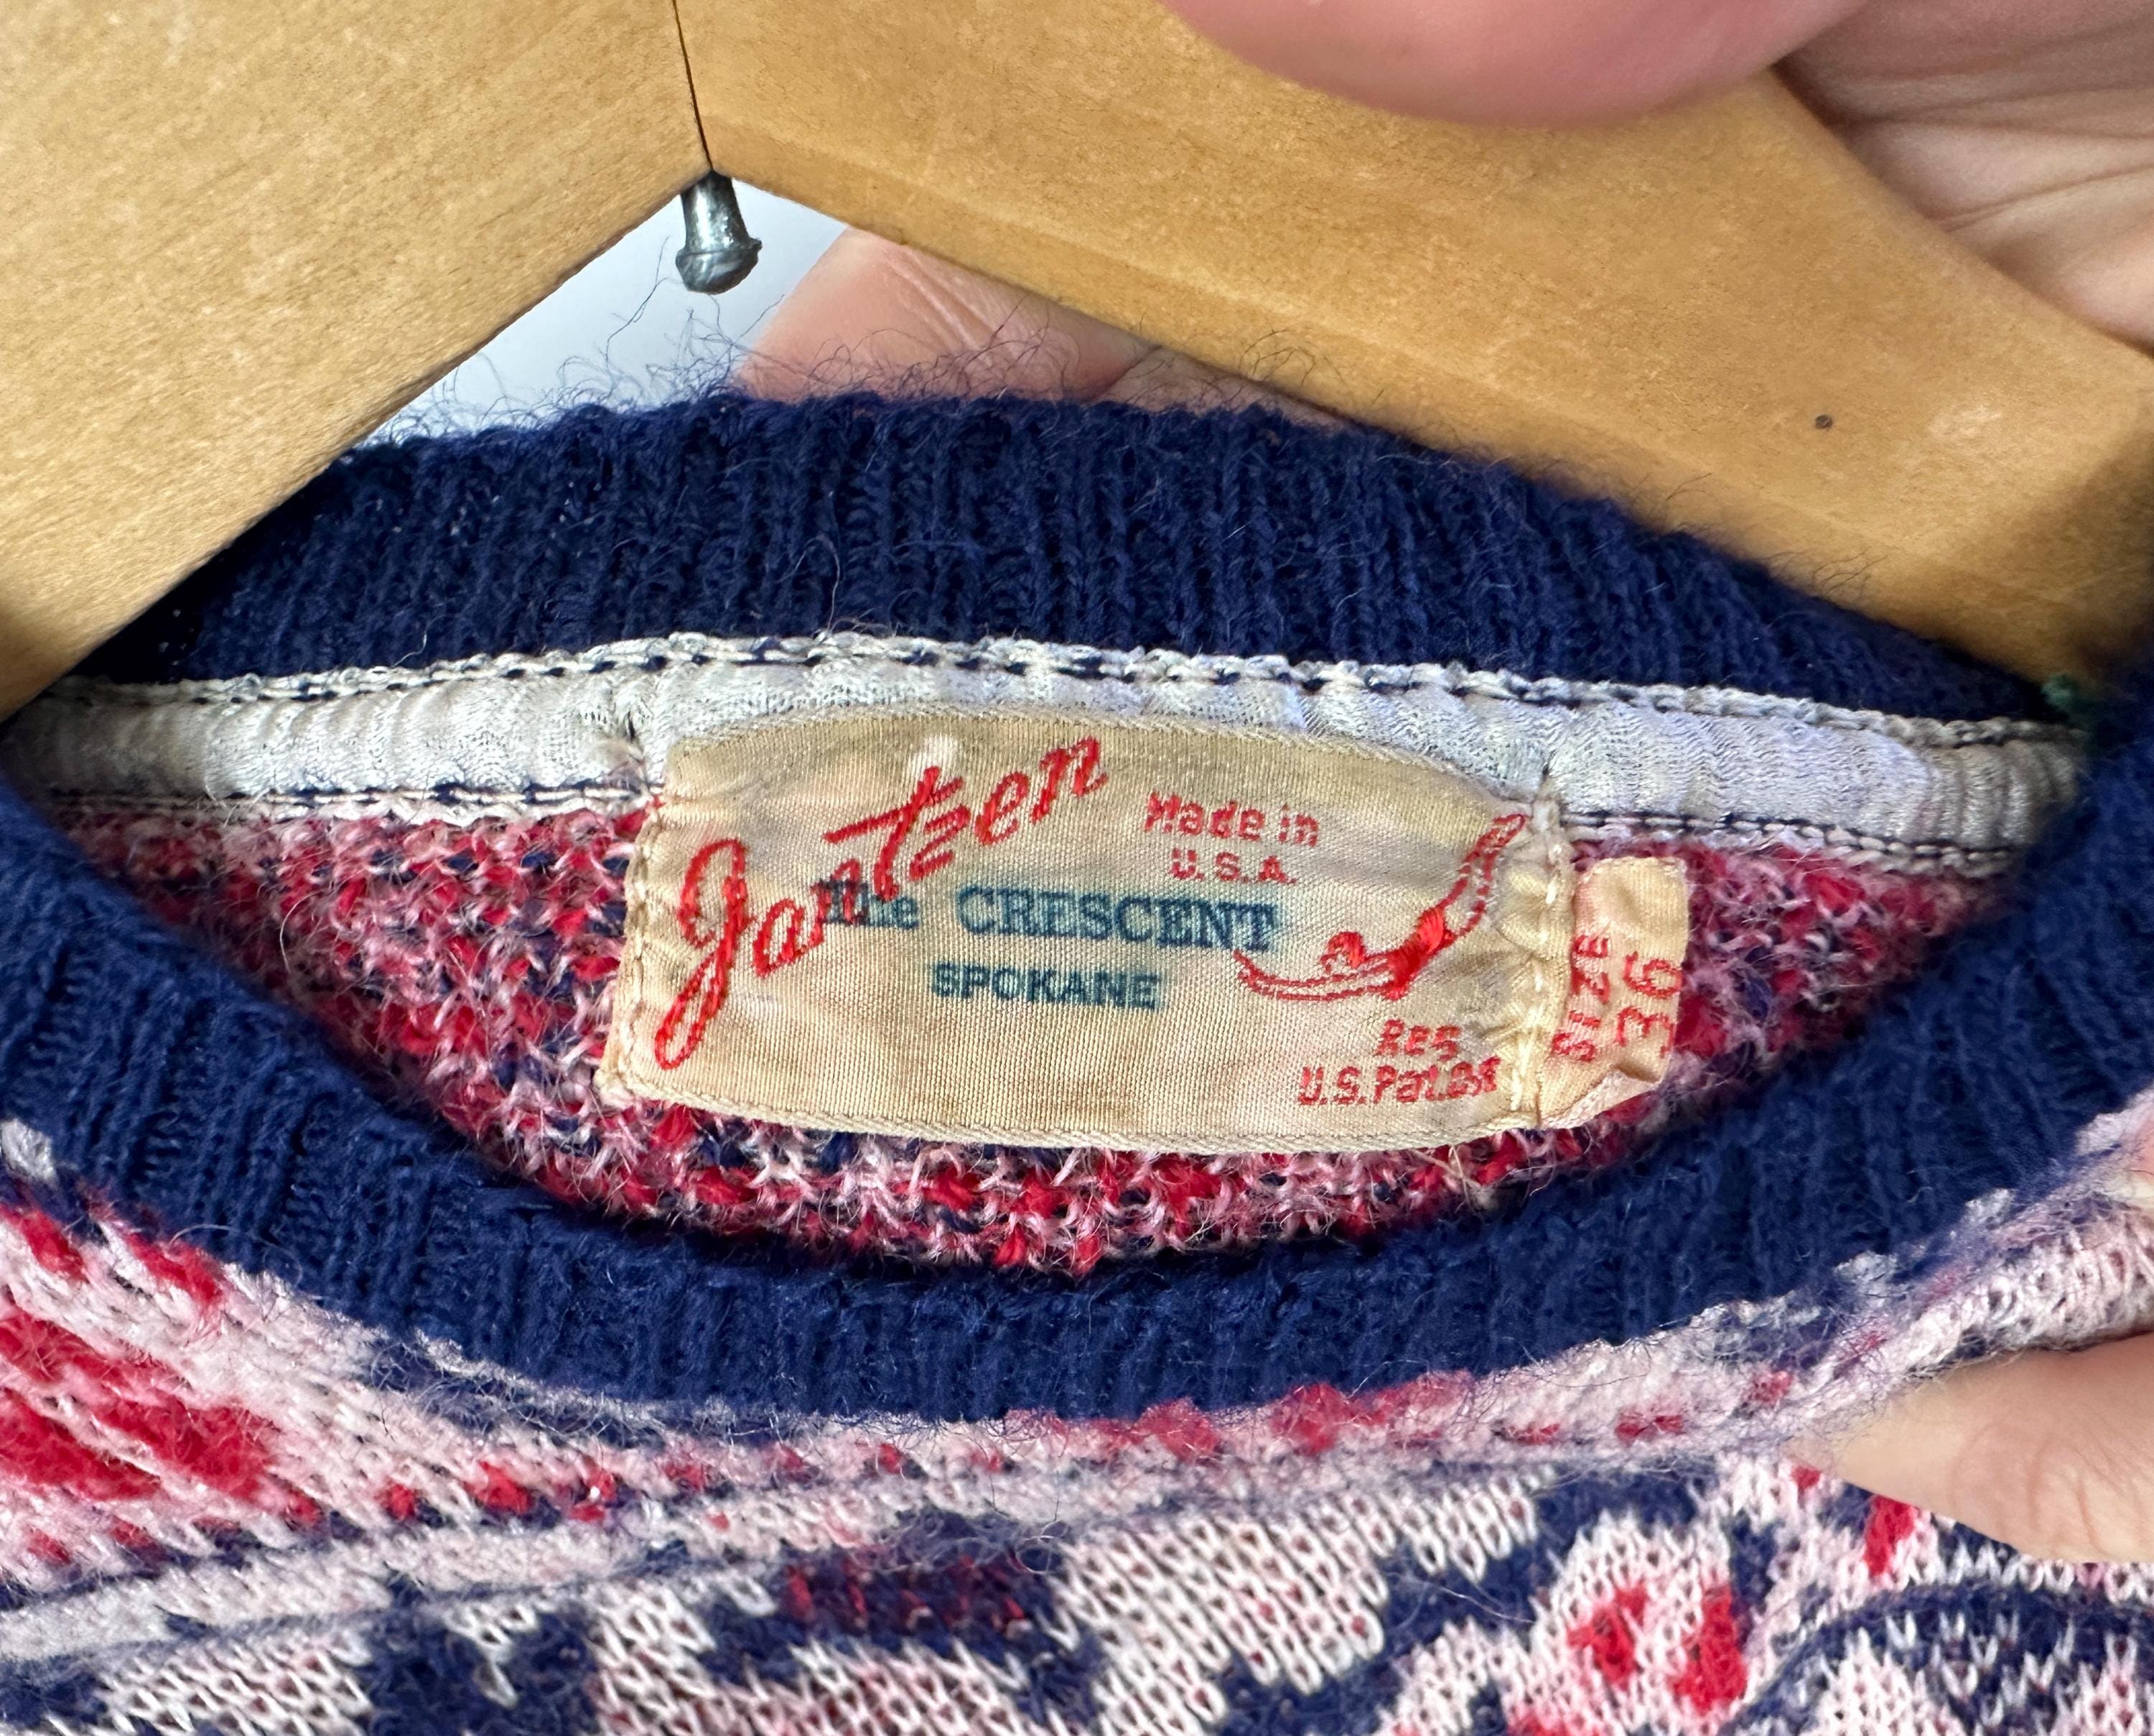 Jantzen
Made in
U.S.A.
The CRESCENT
SPOKANE
Reg
U.S. Pat. Off
SIZE
36